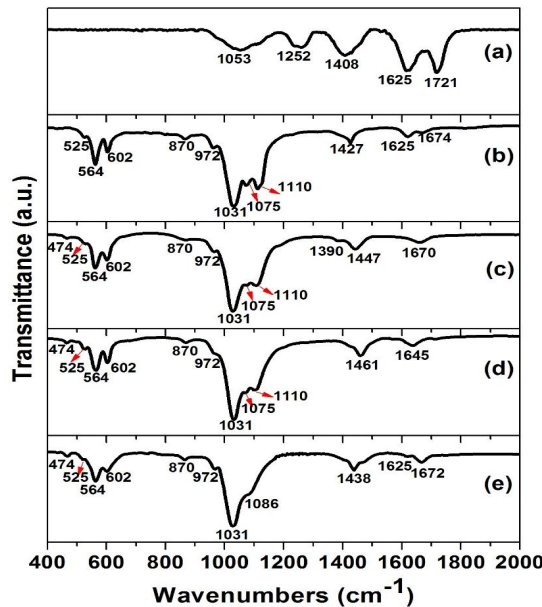 Transmittance (a.u.)
1053 1252 1408 1625 1721 (a)
525 564 602 870 972 1031 1075 1110 1427 1625 1674 (b)
474 525 564 602 870 972 1031 1075 1110 1390 1447 1670 (c)
474 525 564 602 870 972 1031 1075 1110 1461 1645 (d)
474 525 564 602 870 972 1031 1086 1438 1625 1672 (e)
400 600 800 1000 1200 1400 1600 1800 2000
Wavenumbers (cm⁻¹)